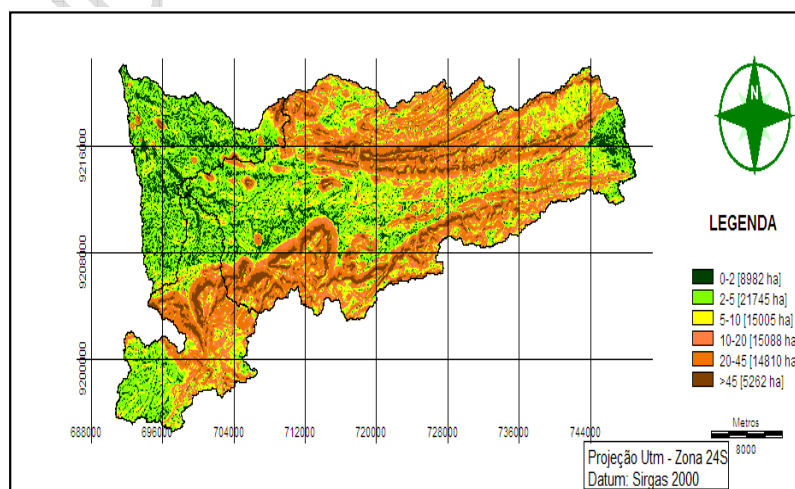 N
9216000
9208000
9200000
688000 696000 704000 712000 720000 728000 736000 744000
LEGENDA
0-2 [8982 ha]
2-5 [21745 ha]
5-10 [15005 ha]
10-20 [15088 ha]
20-45 [14810 ha]
>45 [5262 ha]
Metros
8000
Projeção Utm - Zona 24S
Datum: Sirgas 2000